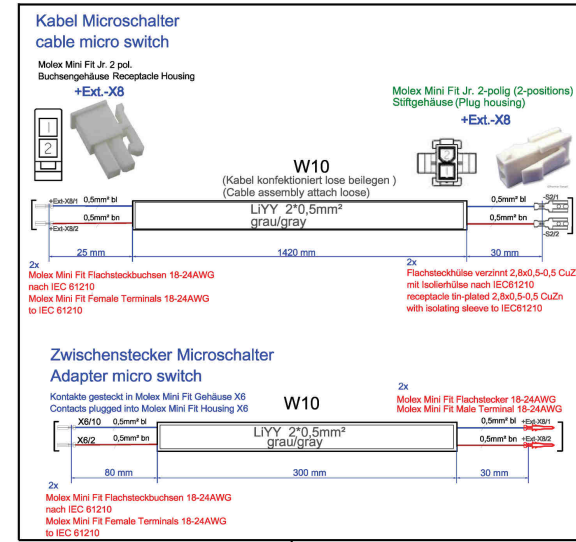 Kabel Microschalter
cable micro switch
Molex Mini Fit Jr. 2 pol.
Buchsengehäuse Receptacle Housing
+Ext.-X8
1
2
Molex Mini Fit Jr. 2-polig (2-positions)
Stiftgehäuse (Plug housing)
+Ext.-X8
2
1
W10
(Kabel konfektioniert lose beilegen )
(Cable assembly attach loose)
+Ext-X8/1 0,5mm² bl
LiYY 2*0,5mm²
grau/gray
0,5mm² bl -S2/1
+Ext-X8/2 0,5mm² bn
0,5mm² bn -S2/2
25 mm 1420 mm 30 mm
2x
Molex Mini Fit Flachsteckbuchsen 18-24AWG
nach IEC 61210
Molex Mini Fit Female Terminals 18-24AWG
to IEC 61210
2x
Flachsteckhülse verzinnt 2,8x0,5-0,5 CuZ
mit Isolierhülse nach IEC61210
receptacle tin-plated 2,8x0,5-0,5 CuZn
with isolating sleeve to IEC61210
Zwischenstecker Microschalter
Adapter micro switch
Kontakte gesteckt in Molex Mini Fit Gehäuse X6
Contacts plugged into Molex Mini Fit Housing X6
W10
2x
Molex Mini Fit Flachstecker 18-24AWG
Molex Mini Fit Male Terminal 18-24AWG
X6/10 0,5mm² bl
LiYY 2*0,5mm²
grau/gray
0,5mm² bl +Ext-X8/1
X6/2 0,5mm² bn
0,5mm² bn +Ext-X8/2
80 mm 300 mm 30 mm
2x
Molex Mini Fit Flachsteckbuchsen 18-24AWG
nach IEC 61210
Molex Mini Fit Female Terminals 18-24AWG
to IEC 61210